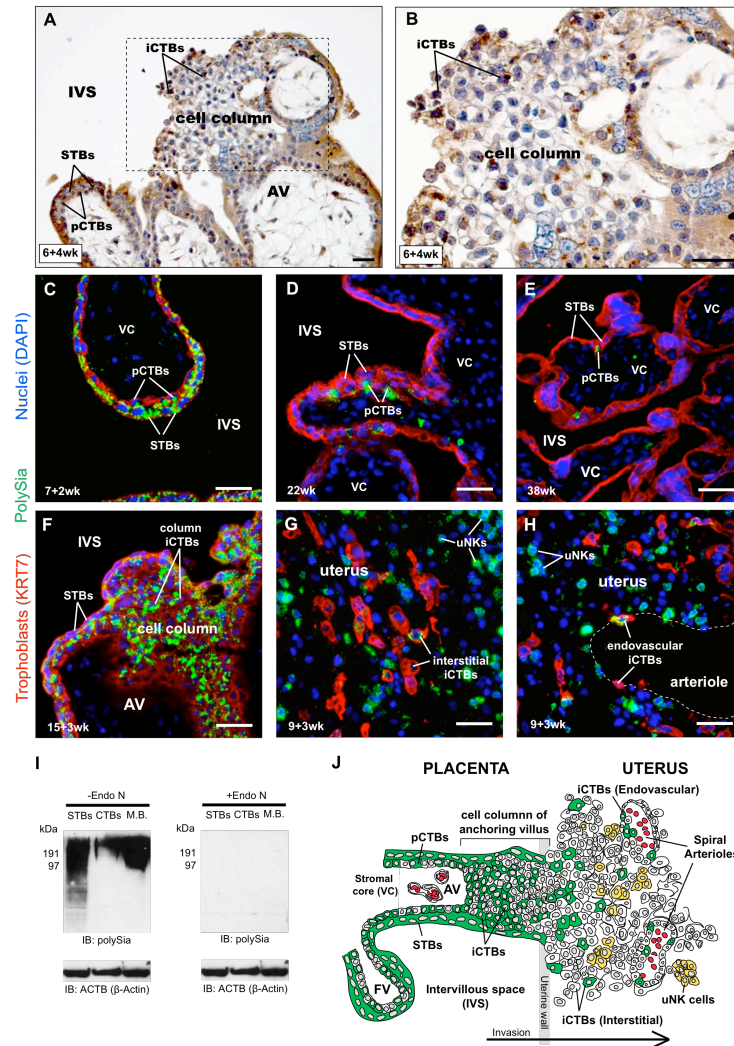 A
iCTBs
IVS
cell column
STBs
pCTBs
AV
6+4wk
B
iCTBs
cell column
6+4wk
Nuclei (DAPI)
PolySia
Trophoblasts (KRT7)
C
VC
pCTBs
STBs
IVS
7+2wk
D
IVS
STBs
VC
pCTBs
22wk
VC
E
VC
STBs
pCTBs
VC
IVS
VC
38wk
F
column
iCTBs
IVS
STBs
cell column
AV
15+3wk
G
uNKs
uterus
interstitial
iCTBs
9+3wk
H
uNKs
uterus
endovascular
iCTBs
arteriole
9+3wk
I
-Endo N
STBs CTBs M.B.
kDa
191
97
IB: polySia
IB: ACTB (β-Actin)
+Endo N
STBs CTBs M.B.
kDa
191
97
IB: polySia
IB: ACTB (β-Actin)
J
PLACENTA
UTERUS
iCTBs (Endovascular)
cell columnn of
anchoring villus
pCTBs
Spiral
Arterioles
Stromal
core (VC)
AV
STBs
iCTBs
FV
Intervillous space
(IVS)
Uterine wall
uNK cells
iCTBs (Interstitial)
Invasion